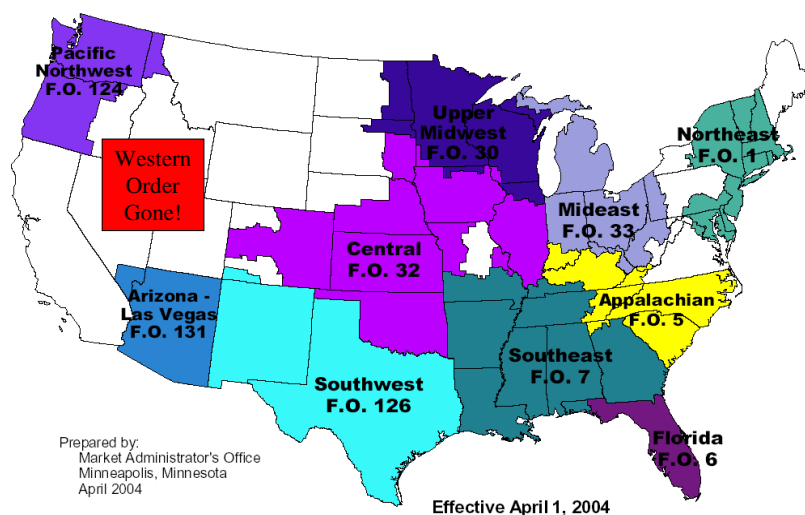 Pacific
Northwest
F.O. 124
Upper
Midwest
F.O. 30
Northeast
F.O. 1
Western
Order
Gone!
Mideast
F.O. 33
Central
F.O. 32
Arizona -
Las Vegas
F.O. 131
Appalachian
F.O. 5
Southeast
F.O. 7
Southwest
F.O. 126
Florida
F.O. 6
Prepared by:
Market Administrator's Office
Minneapolis, Minnesota
April 2004
Effective April 1, 2004